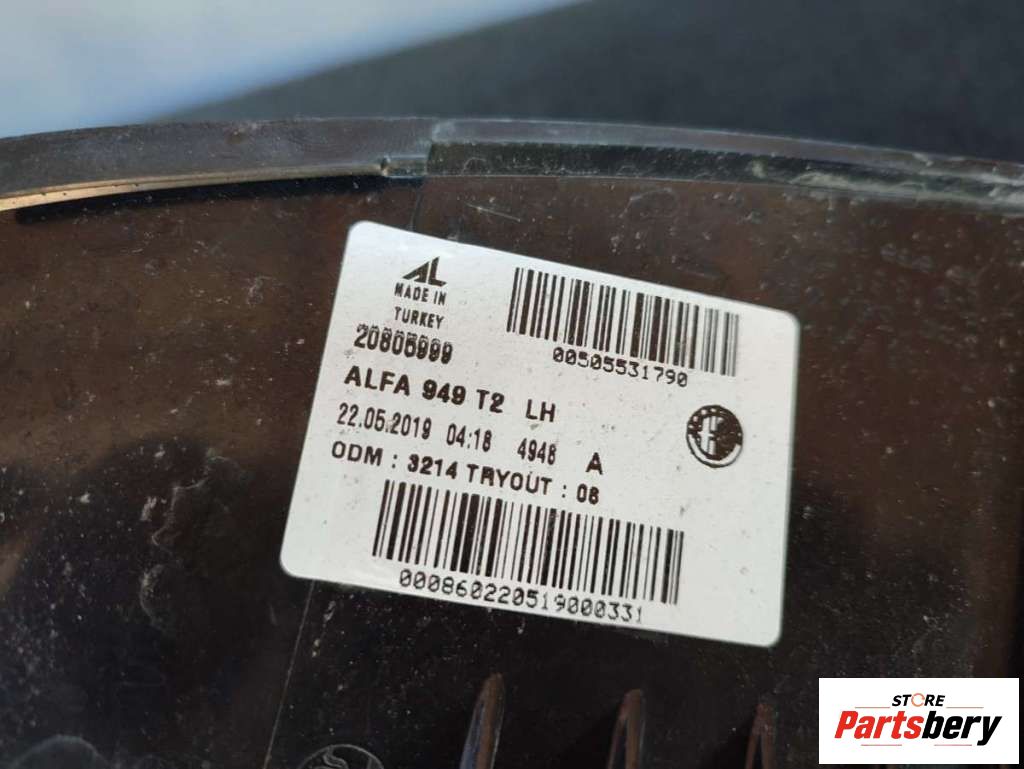 AL
MADE IN
TURKEY
20805999
ALFA 949 T2 LH
22.05.2019 04:18 4948 A
ODM : 3214 TRYOUT : 06
00505531790
000860220519000331
STORE
Partsbery